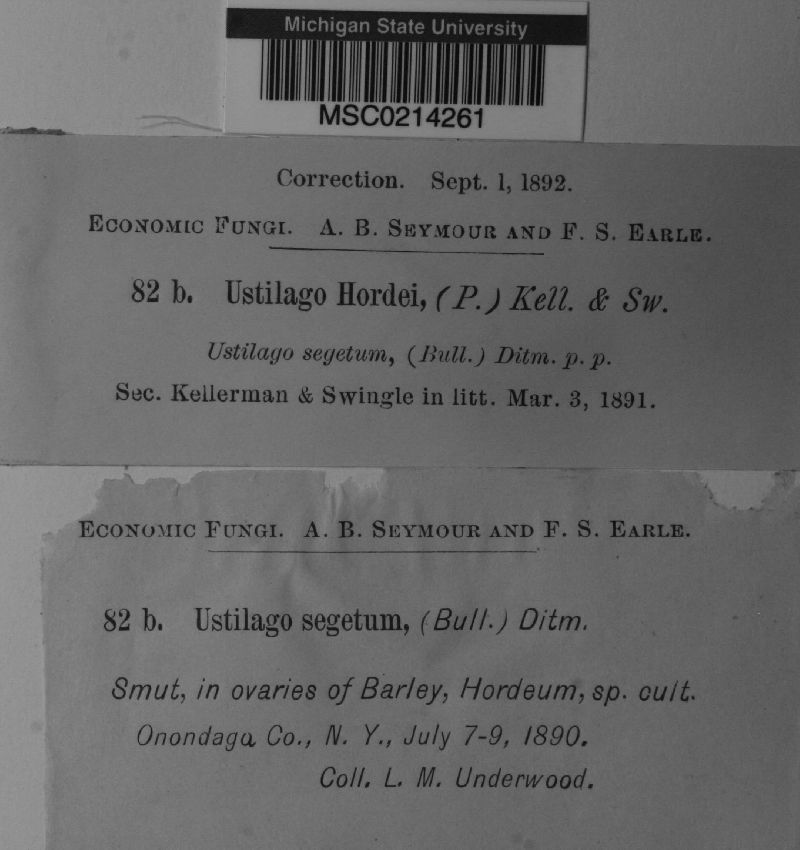 Michigan State University
MSC0214261
Correction. Sept. 1, 1892.
ECONOMIC FUNGI. A. B. SEYMOUR AND F. S. EARLE.
82 b. Ustilago Hordei, (P.) Kell. & Sw.
Ustilago segetum, (Bull.) Ditm. p. p.
Sec. Kellerman & Swingle in litt. Mar. 3, 1891.
ECONOMIC FUNGI. A. B. SEYMOUR AND F. S. EARLE.
82 b. Ustilago segetum, (Bull.) Ditm.
Smut, in ovaries of Barley, Hordeum, sp. cult.
Onondaga Co., N. Y., July 7-9, 1890.
Coll. L. M. Underwood.